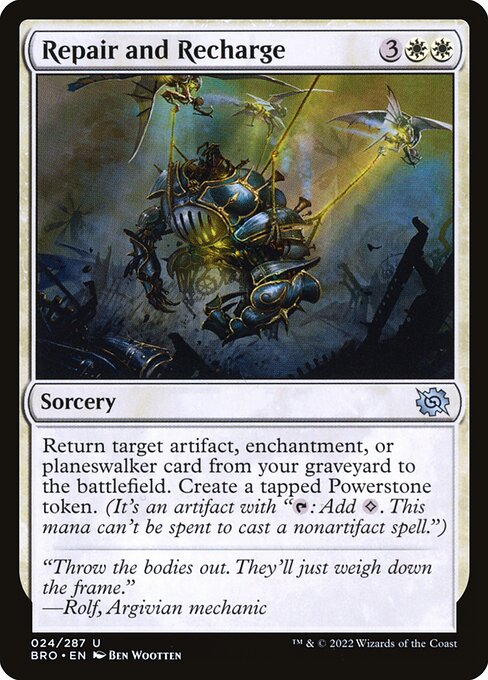 Repair and Recharge 3
Sorcery
Return target artifact, enchantment, or
planeswalker card from your graveyard to
the battlefield. Create a tapped Powerstone
token. (It's an artifact with “: Add . This
mana can't be spent to cast a nonartifact spell.”)
“Throw the bodies out. They'll just weigh down
the frame.”
—Rolf, Argivian mechanic
024/287 U
BRO • EN Ben Wootten
™ & © 2022 Wizards of the Coast